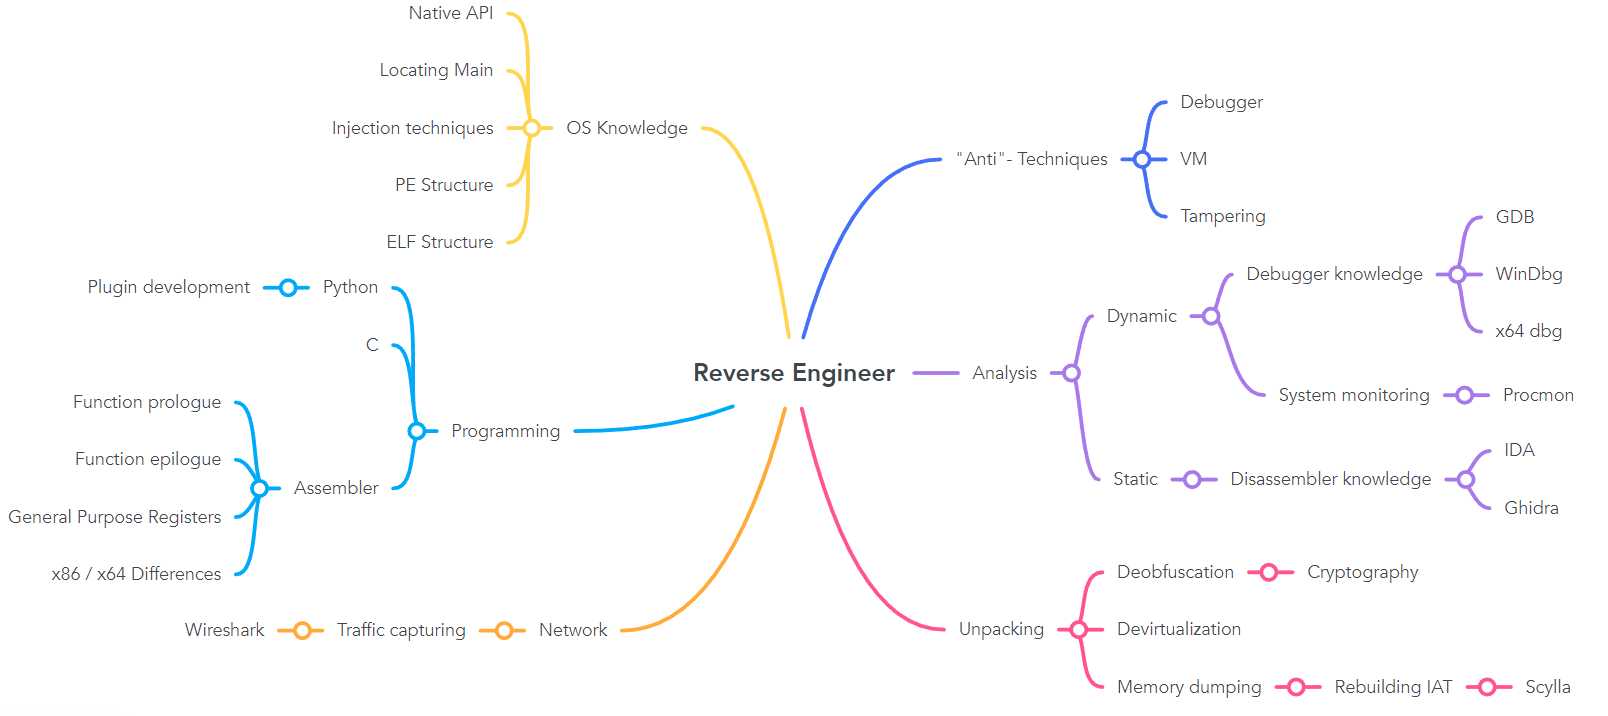 Native API
Locating Main
Injection techniques
OS Knowledge
PE Structure
ELF Structure
Plugin development
Python
C
Function prologue
Programming
Function epilogue
Assembler
General Purpose Registers
x86 / x64 Differences
Wireshark
Traffic capturing
Network
Reverse Engineer
"Anti"- Techniques
Debugger
VM
Tampering
Analysis
Dynamic
Debugger knowledge
GDB
WinDbg
x64 dbg
System monitoring
Procmon
Static
Disassembler knowledge
IDA
Ghidra
Unpacking
Deobfuscation
Cryptography
Devirtualization
Memory dumping
Rebuilding IAT
Scylla